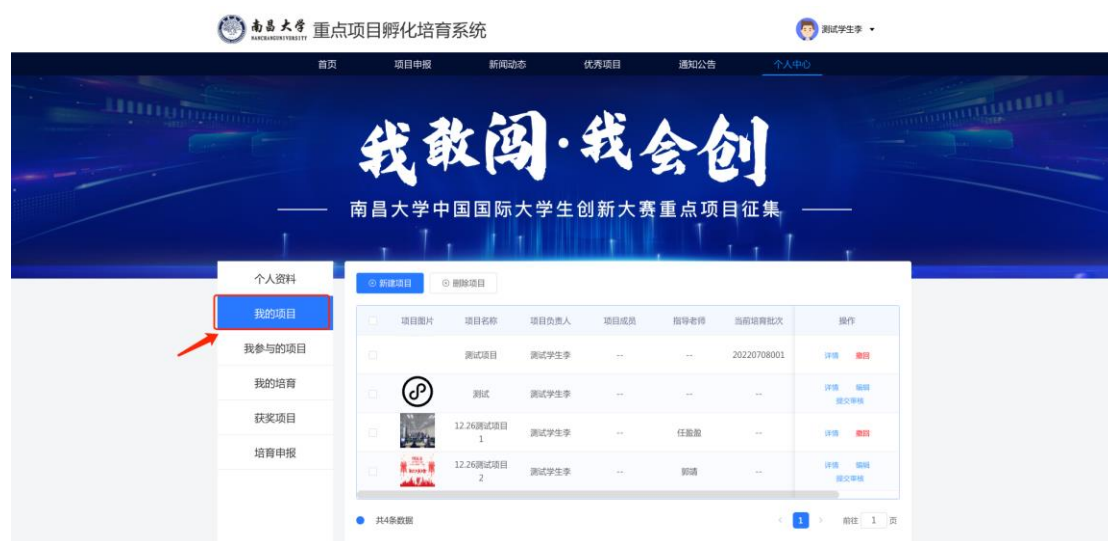 南昌大学 重点项目孵化培育系统
NANCHANG UNIVERSITY
测试学生李
首页 项目申报 新闻动态 优秀项目 通知公告 个人中心
我敢闯·我会创
南昌大学中国国际大学生创新大赛重点项目征集
个人资料
我的项目
我参与的项目
我的培育
获奖项目
培育申报
新建项目 删除项目
项目图片 项目名称 项目负责人 项目成员 指导老师 当前培育批次 操作
测试项目 测试学生李 -- -- 20220708001 详情 撤回
测试 测试学生李 -- -- -- 详情 编辑
提交审核
12.26测试项目 测试学生李 -- 任盈盈 -- 详情 撤回
1
12.26测试项目 测试学生李 -- 郭靖 -- 详情 编辑
2 提交审核
共4条数据 < 1 > 前往 1 页